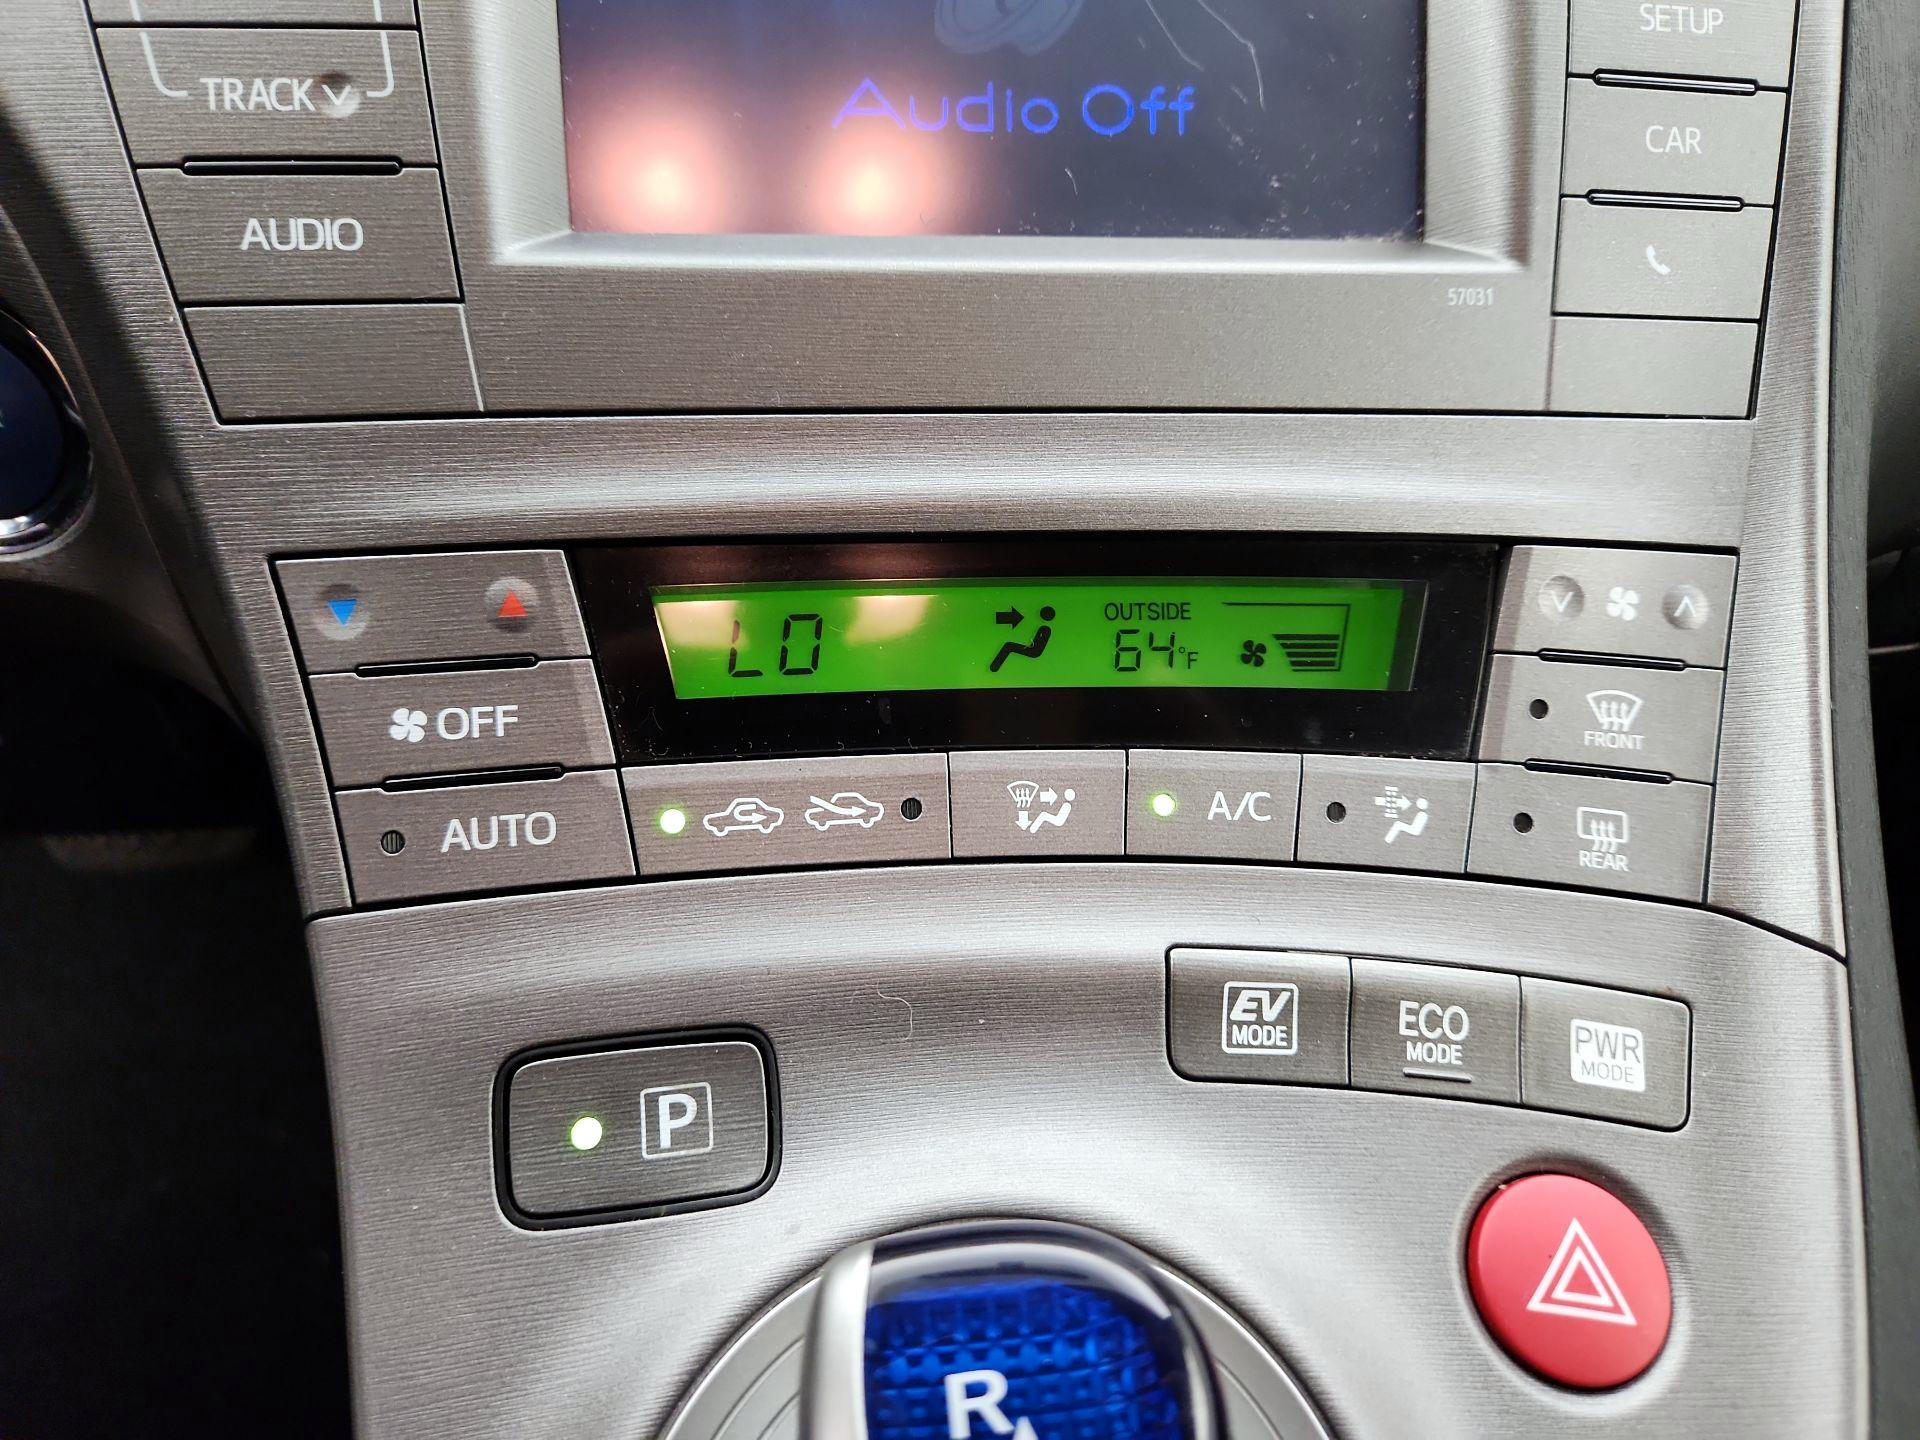 SETUP
TRACK
Audio Off
CAR
AUDIO
57031
LO
OUTSIDE
64°F
OFF
FRONT
AUTO
A/C
REAR
EV
MODE
ECO
MODE
PWR
MODE
P
R